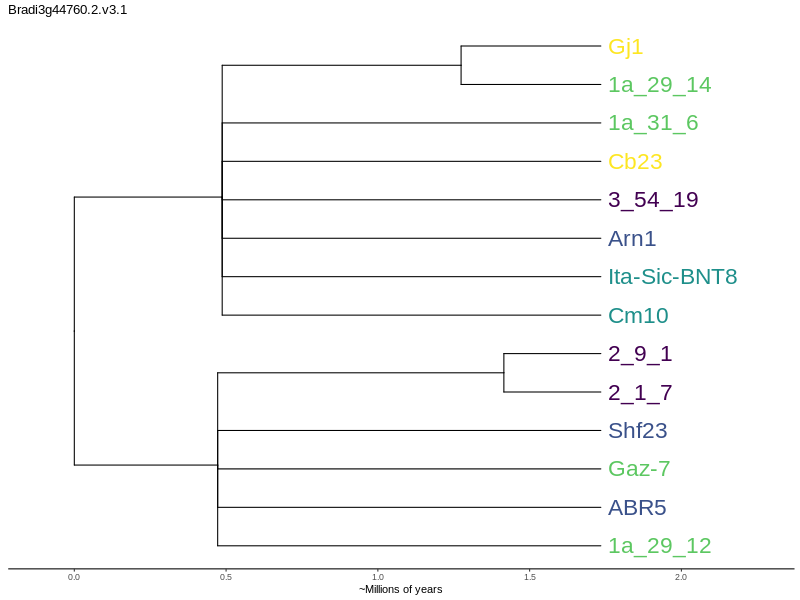 Bradi3g44760.2.v3.1
Gj1
1a_29_14
1a_31_6
Cb23
3_54_19
Arn1
Ita-Sic-BNT8
Cm10
2_9_1
2_1_7
Shf23
Gaz-7
ABR5
1a_29_12
0.0 0.5 1.0 1.5 2.0
~Millions of years